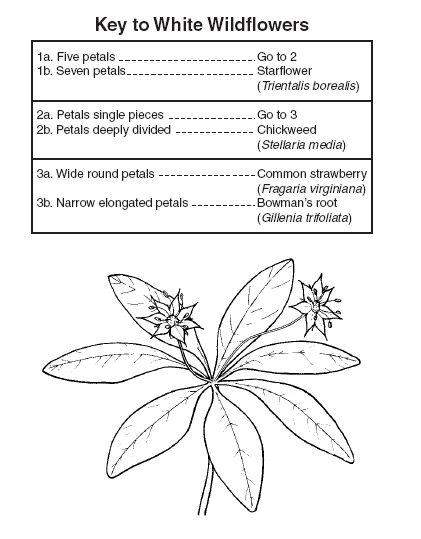 Key to White Wildflowers
1a. Five petals ---------------------- Go to 2
1b. Seven petals--------------------- Starflower
(Trientalis borealis)
2a. Petals single pieces -------------- Go to 3
2b. Petals deeply divided ------------- Chickweed
(Stellaria media)
3a. Wide round petals ---------------- Common strawberry
(Fragaria virginiana)
3b. Narrow elongated petals ---------- Bowman's root
(Gillenia trifoliata)